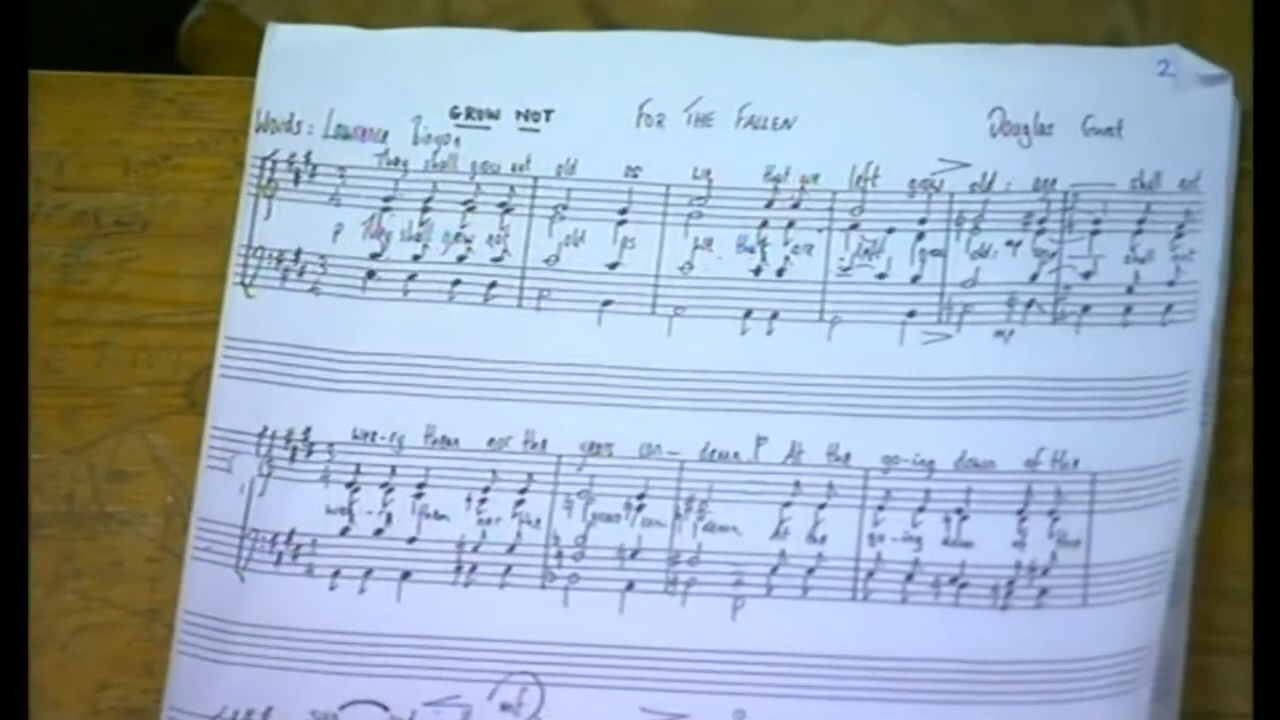 2
GROW NOT FOR THE FALLEN Douglas Guest
Words: Lawrence Binyon
They shall grow not old as we that are left grow old: age shall not
P They shall grow not old as we that are left grow old: mp age shall not
mp
wea-ry them nor the years con- demn. P At the go-ing down of the
wea-ry them nor the years con demn At the go-ing down of the
P
mf